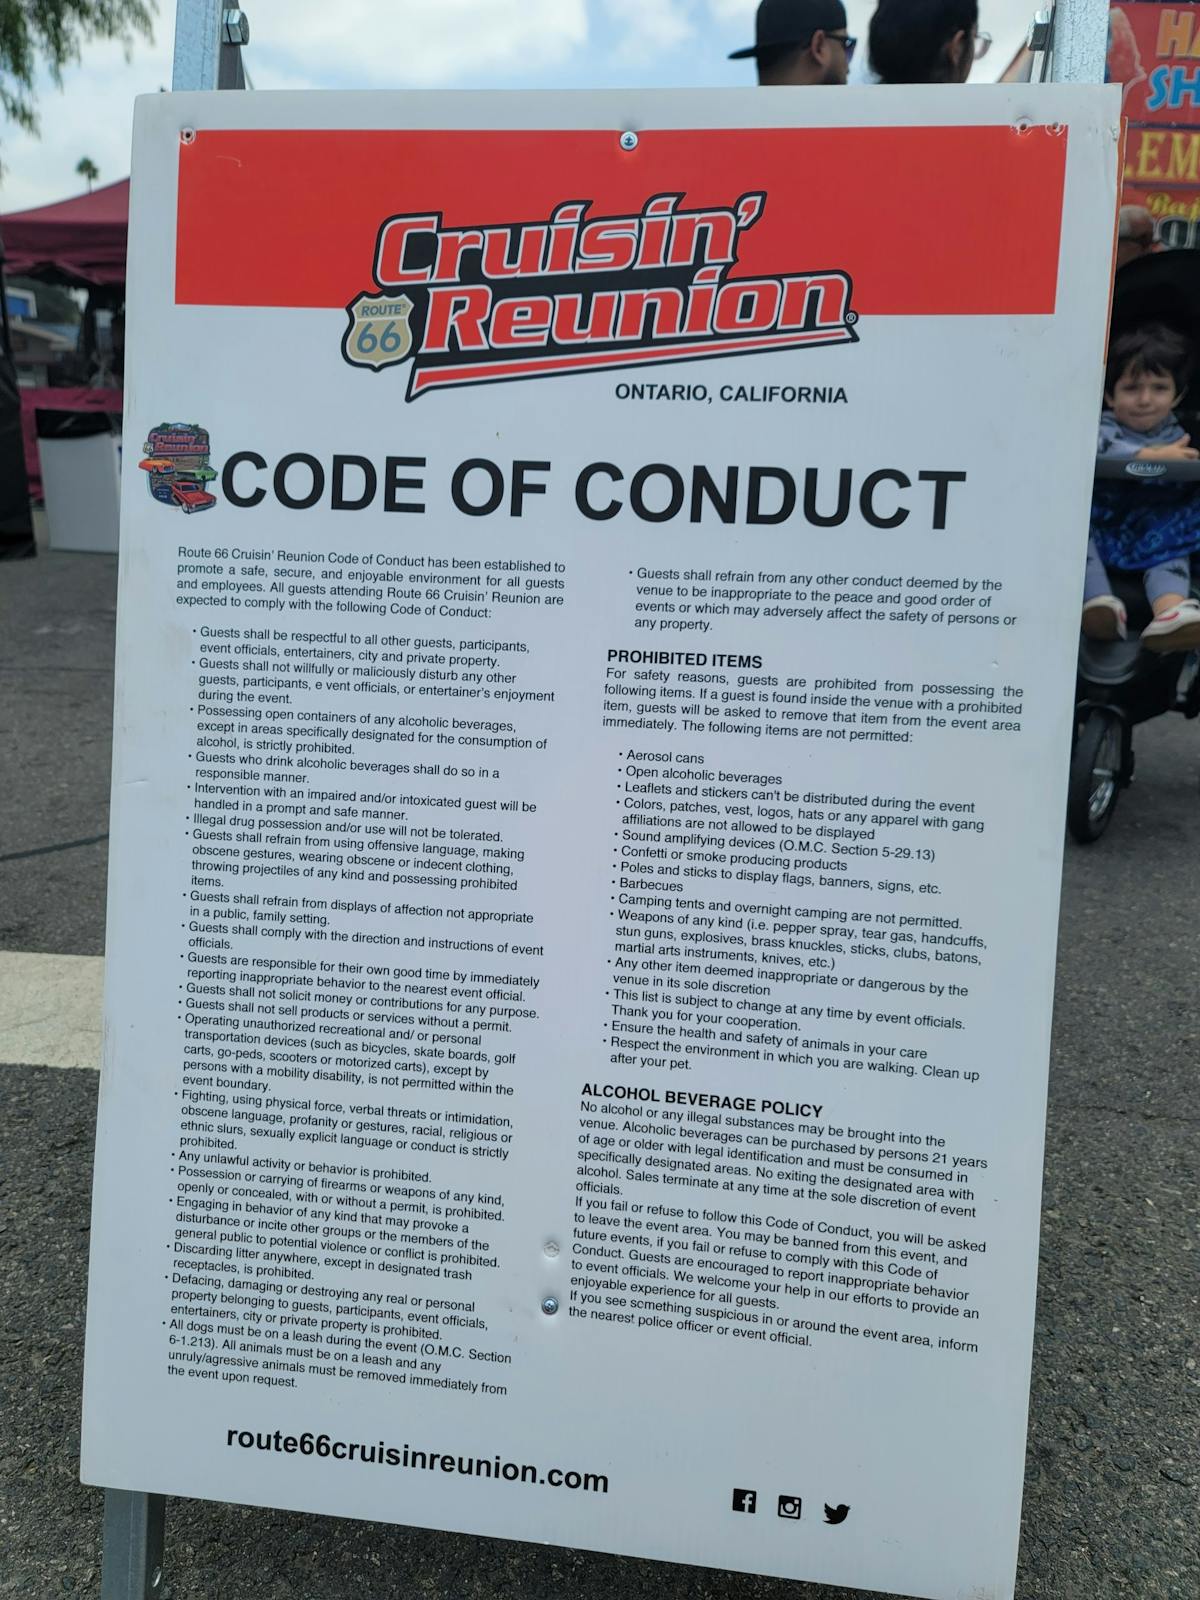 Cruisin'
Reunion®
ROUTE
66
ONTARIO, CALIFORNIA
Cruisin'
Reunion
CODE OF CONDUCT
Route 66 Cruisin' Reunion Code of Conduct has been established to
promote a safe, secure, and enjoyable environment for all guests
and employees. All guests attending Route 66 Cruisin' Reunion are
expected to comply with the following Code of Conduct:
• Guests shall be respectful to all other guests, participants,
event officials, entertainers, city and private property.
• Guests shall not willfully or maliciously disturb any other
guests, participants, e vent officials, or entertainer's enjoyment
during the event.
• Possessing open containers of any alcoholic beverages,
except in areas specifically designated for the consumption of
alcohol, is strictly prohibited.
• Guests who drink alcoholic beverages shall do so in a
responsible manner.
• Intervention with an impaired and/or intoxicated guest will be
handled in a prompt and safe manner.
• Illegal drug possession and/or use will not be tolerated.
• Guests shall refrain from using offensive language, making
obscene gestures, wearing obscene or indecent clothing,
throwing projectiles of any kind and possessing prohibited
items.
• Guests shall refrain from displays of affection not appropriate
in a public, family setting.
• Guests shall comply with the direction and instructions of event
officials.
• Guests are responsible for their own good time by immediately
reporting inappropriate behavior to the nearest event official.
• Guests shall not solicit money or contributions for any purpose.
• Guests shall not sell products or services without a permit.
• Operating unauthorized recreational and/ or personal
transportation devices (such as bicycles, skate boards, golf
carts, go-peds, scooters or motorized carts), except by
persons with a mobility disability, is not permitted within the
event boundary.
• Fighting, using physical force, verbal threats or intimidation,
obscene language, profanity or gestures, racial, religious or
ethnic slurs, sexually explicit language or conduct is strictly
prohibited.
• Any unlawful activity or behavior is prohibited.
• Possession or carrying of firearms or weapons of any kind,
openly or concealed, with or without a permit, is prohibited.
• Engaging in behavior of any kind that may provoke a
disturbance or incite other groups or the members of the
general public to potential violence or conflict is prohibited.
• Discarding litter anywhere, except in designated trash
receptacles, is prohibited.
• Defacing, damaging or destroying any real or personal
property belonging to guests, participants, event officials,
entertainers, city or private property is prohibited.
• All dogs must be on a leash during the event (O.M.C. Section
6-1.213). All animals must be on a leash and any
unruly/agressive animals must be removed immediately from
the event upon request.
• Guests shall refrain from any other conduct deemed by the
venue to be inappropriate to the peace and good order of
events or which may adversely affect the safety of persons or
any property.
PROHIBITED ITEMS
For safety reasons, guests are prohibited from possessing the
following items. If a guest is found inside the venue with a prohibited
item, guests will be asked to remove that item from the event area
immediately. The following items are not permitted:
• Aerosol cans
• Open alcoholic beverages
• Leaflets and stickers can't be distributed during the event
• Colors, patches, vest, logos, hats or any apparel with gang
affiliations are not allowed to be displayed
• Sound amplifying devices (O.M.C. Section 5-29.13)
• Confetti or smoke producing products
• Poles and sticks to display flags, banners, signs, etc.
• Barbecues
• Camping tents and overnight camping are not permitted.
• Weapons of any kind (i.e. pepper spray, tear gas, handcuffs,
stun guns, explosives, brass knuckles, sticks, clubs, batons,
martial arts instruments, knives, etc.)
• Any other item deemed inappropriate or dangerous by the
venue in its sole discretion
• This list is subject to change at any time by event officials.
Thank you for your cooperation.
• Ensure the health and safety of animals in your care
• Respect the environment in which you are walking. Clean up
after your pet.
ALCOHOL BEVERAGE POLICY
No alcohol or any illegal substances may be brought into the
venue. Alcoholic beverages can be purchased by persons 21 years
of age or older with legal identification and must be consumed in
specifically designated areas. No exiting the designated area with
alcohol. Sales terminate at any time at the sole discretion of event
officials.
If you fail or refuse to follow this Code of Conduct, you will be asked
to leave the event area. You may be banned from this event, and
future events, if you fail or refuse to comply with this Code of
Conduct. Guests are encouraged to report inappropriate behavior
to event officials. We welcome your help in our efforts to provide an
enjoyable experience for all guests.
If you see something suspicious in or around the event area, inform
the nearest police officer or event official.
route66cruisinreunion.com
HA
SH
LEM
Baj